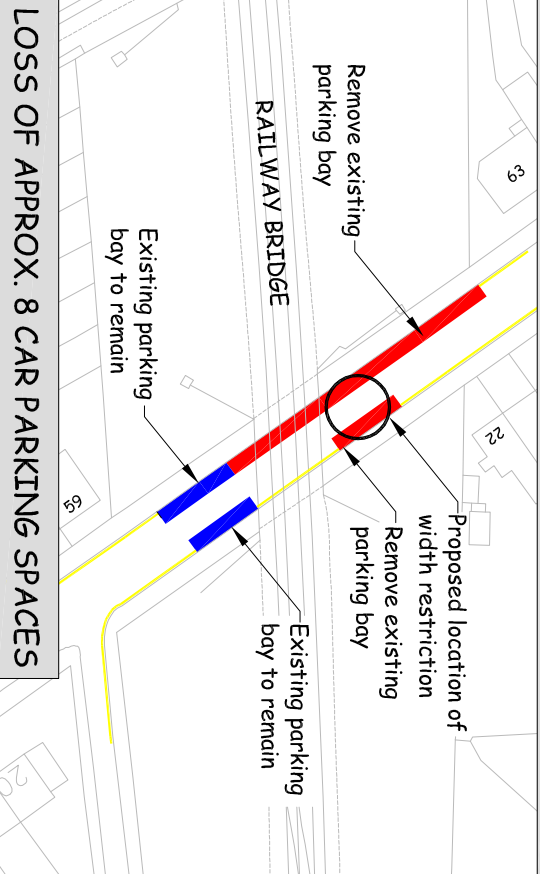 63
Remove existing
parking bay
RAILWAY BRIDGE
Existing parking
bay to remain
22
59
Proposed location of
width restriction
Remove existing
parking bay
Existing parking
bay to remain
20
LOSS OF APPROX. 8 CAR PARKING SPACES